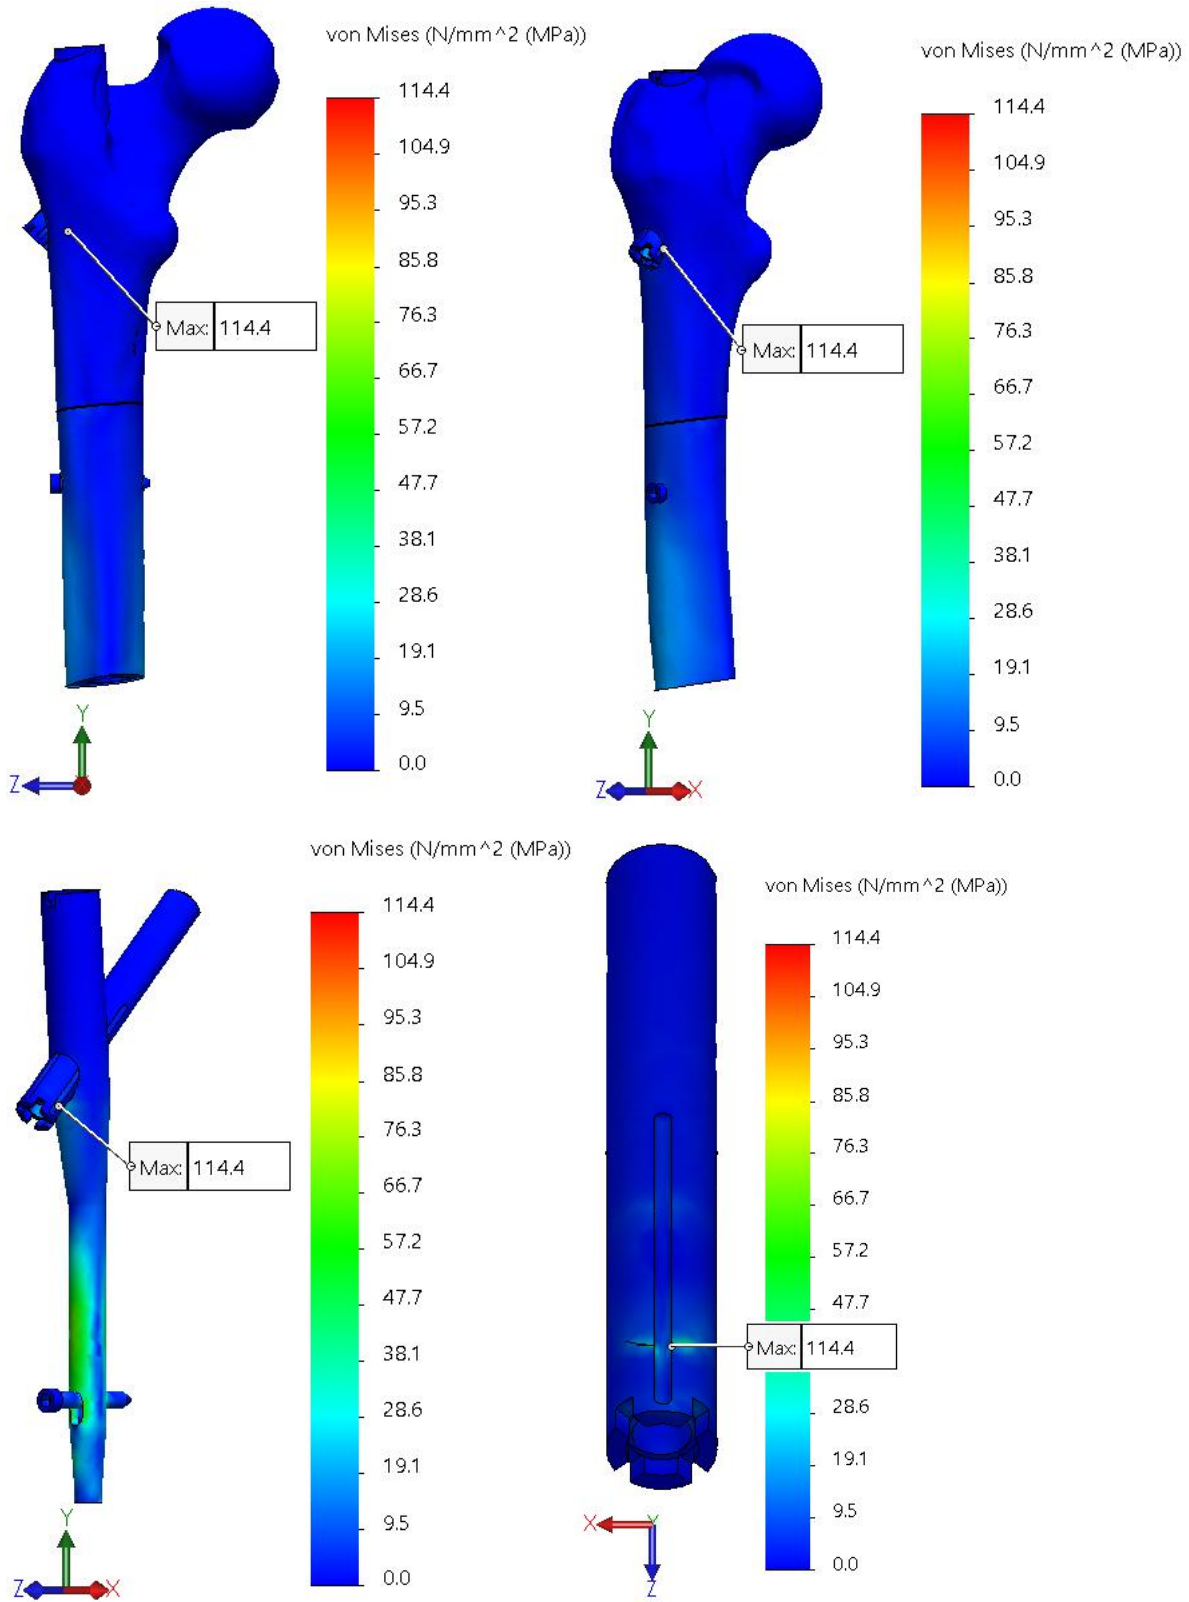 von Mises (N/mm^2 (MPa))
114.4
104.9
95.3
85.8
76.3
66.7
57.2
47.7
38.1
28.6
19.1
9.5
0.0
Max: 114.4
Y
Z
X
von Mises (N/mm^2 (MPa))
114.4
104.9
95.3
85.8
76.3
66.7
57.2
47.7
38.1
28.6
19.1
9.5
0.0
Max: 114.4
Y
Z
X
von Mises (N/mm^2 (MPa))
114.4
104.9
95.3
85.8
76.3
66.7
57.2
47.7
38.1
28.6
19.1
9.5
0.0
Max: 114.4
Y
Z
X
von Mises (N/mm^2 (MPa))
114.4
104.9
95.3
85.8
76.3
66.7
57.2
47.7
Max: 114.4
28.6
19.1
9.5
0.0
X
Y
Z